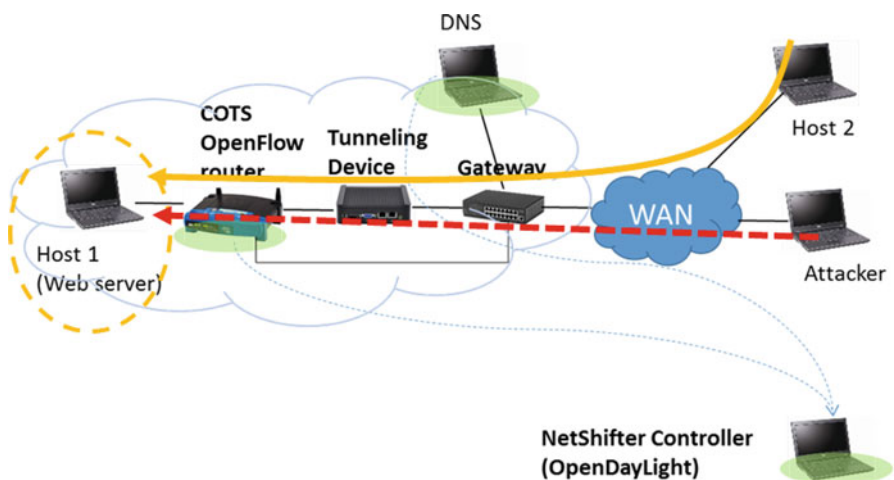 DNS
COTS
OpenFlow
router
Tunneling
Device
Gateway
Host 2
WAN
Host 1
(Web server)
Attacker
NetShifter Controller
(OpenDayLight)